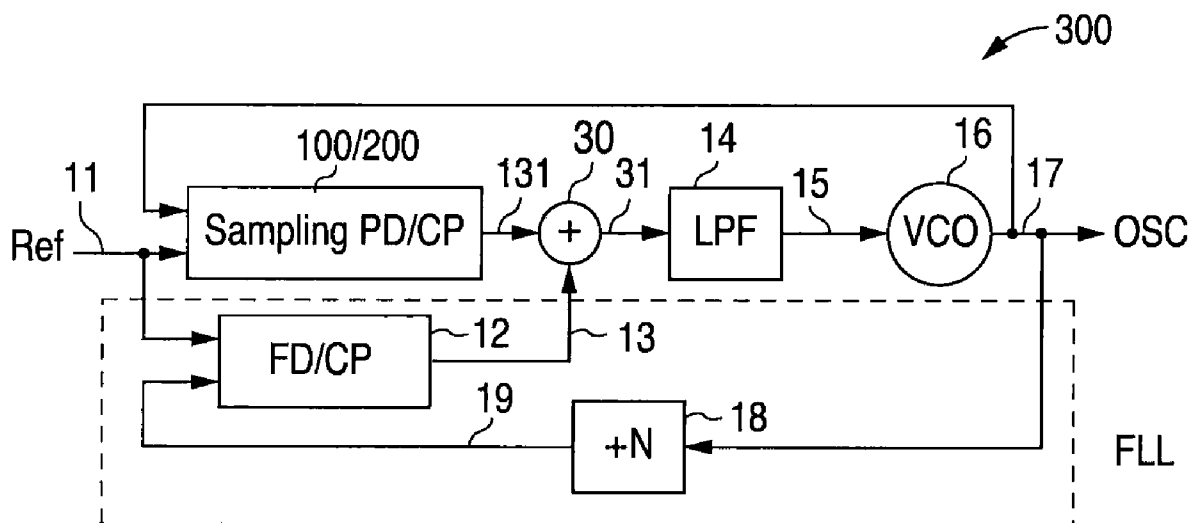 300
100/200
30
14
16
11
131
31
15
17
Ref
Sampling PD/CP
+
LPF
VCO
OSC
12
13
FD/CP
19
18
+N
FLL